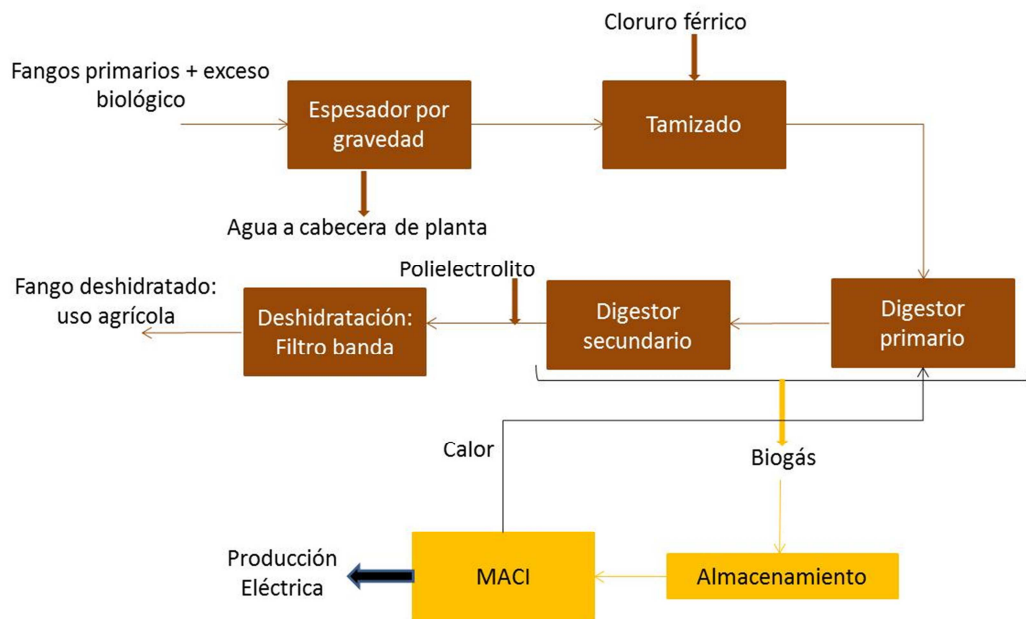 Cloruro férrico
Fangos primarios + exceso
biológico
Espesador por
gravedad
Tamizado
Agua a cabecera de planta
Polielectrolito
Fango deshidratado:
uso agrícola
Deshidratación:
Filtro banda
Digestor
secundario
Digestor
primario
Calor
Biogás
Producción
Eléctrica
MACI
Almacenamiento